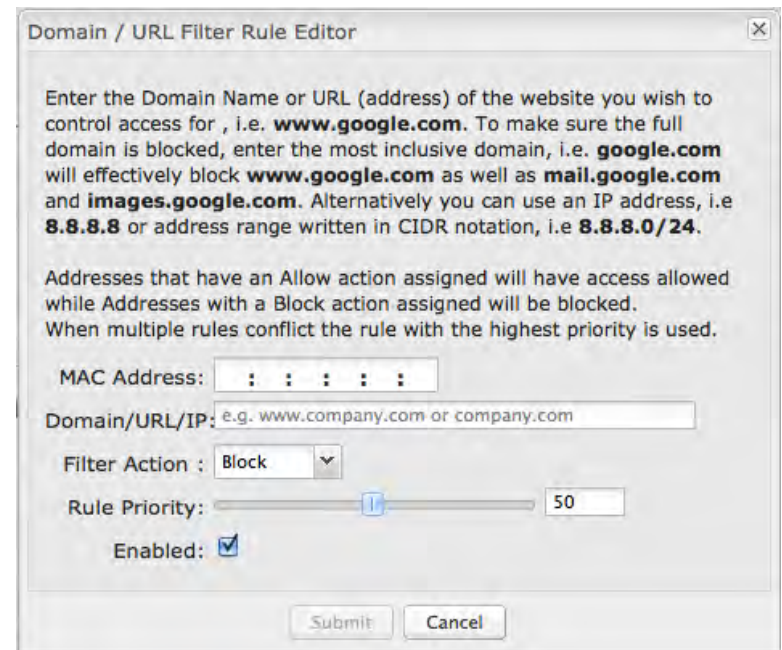 Domain / URL Filter Rule Editor
Enter the Domain Name or URL (address) of the website you wish to
control access for , i.e. www.google.com. To make sure the full
domain is blocked, enter the most inclusive domain, i.e. google.com
will effectively block www.google.com as well as mail.google.com
and images.google.com. Alternatively you can use an IP address, i.e
8.8.8.8 or address range written in CIDR notation, i.e 8.8.8.0/24.
Addresses that have an Allow action assigned will have access allowed
while Addresses with a Block action assigned will be blocked.
When multiple rules conflict the rule with the highest priority is used.
MAC Address: : : : : :
Domain/URL/IP: e.g. www.company.com or company.com
Filter Action : Block
Rule Priority: 50
Enabled:
Submit Cancel